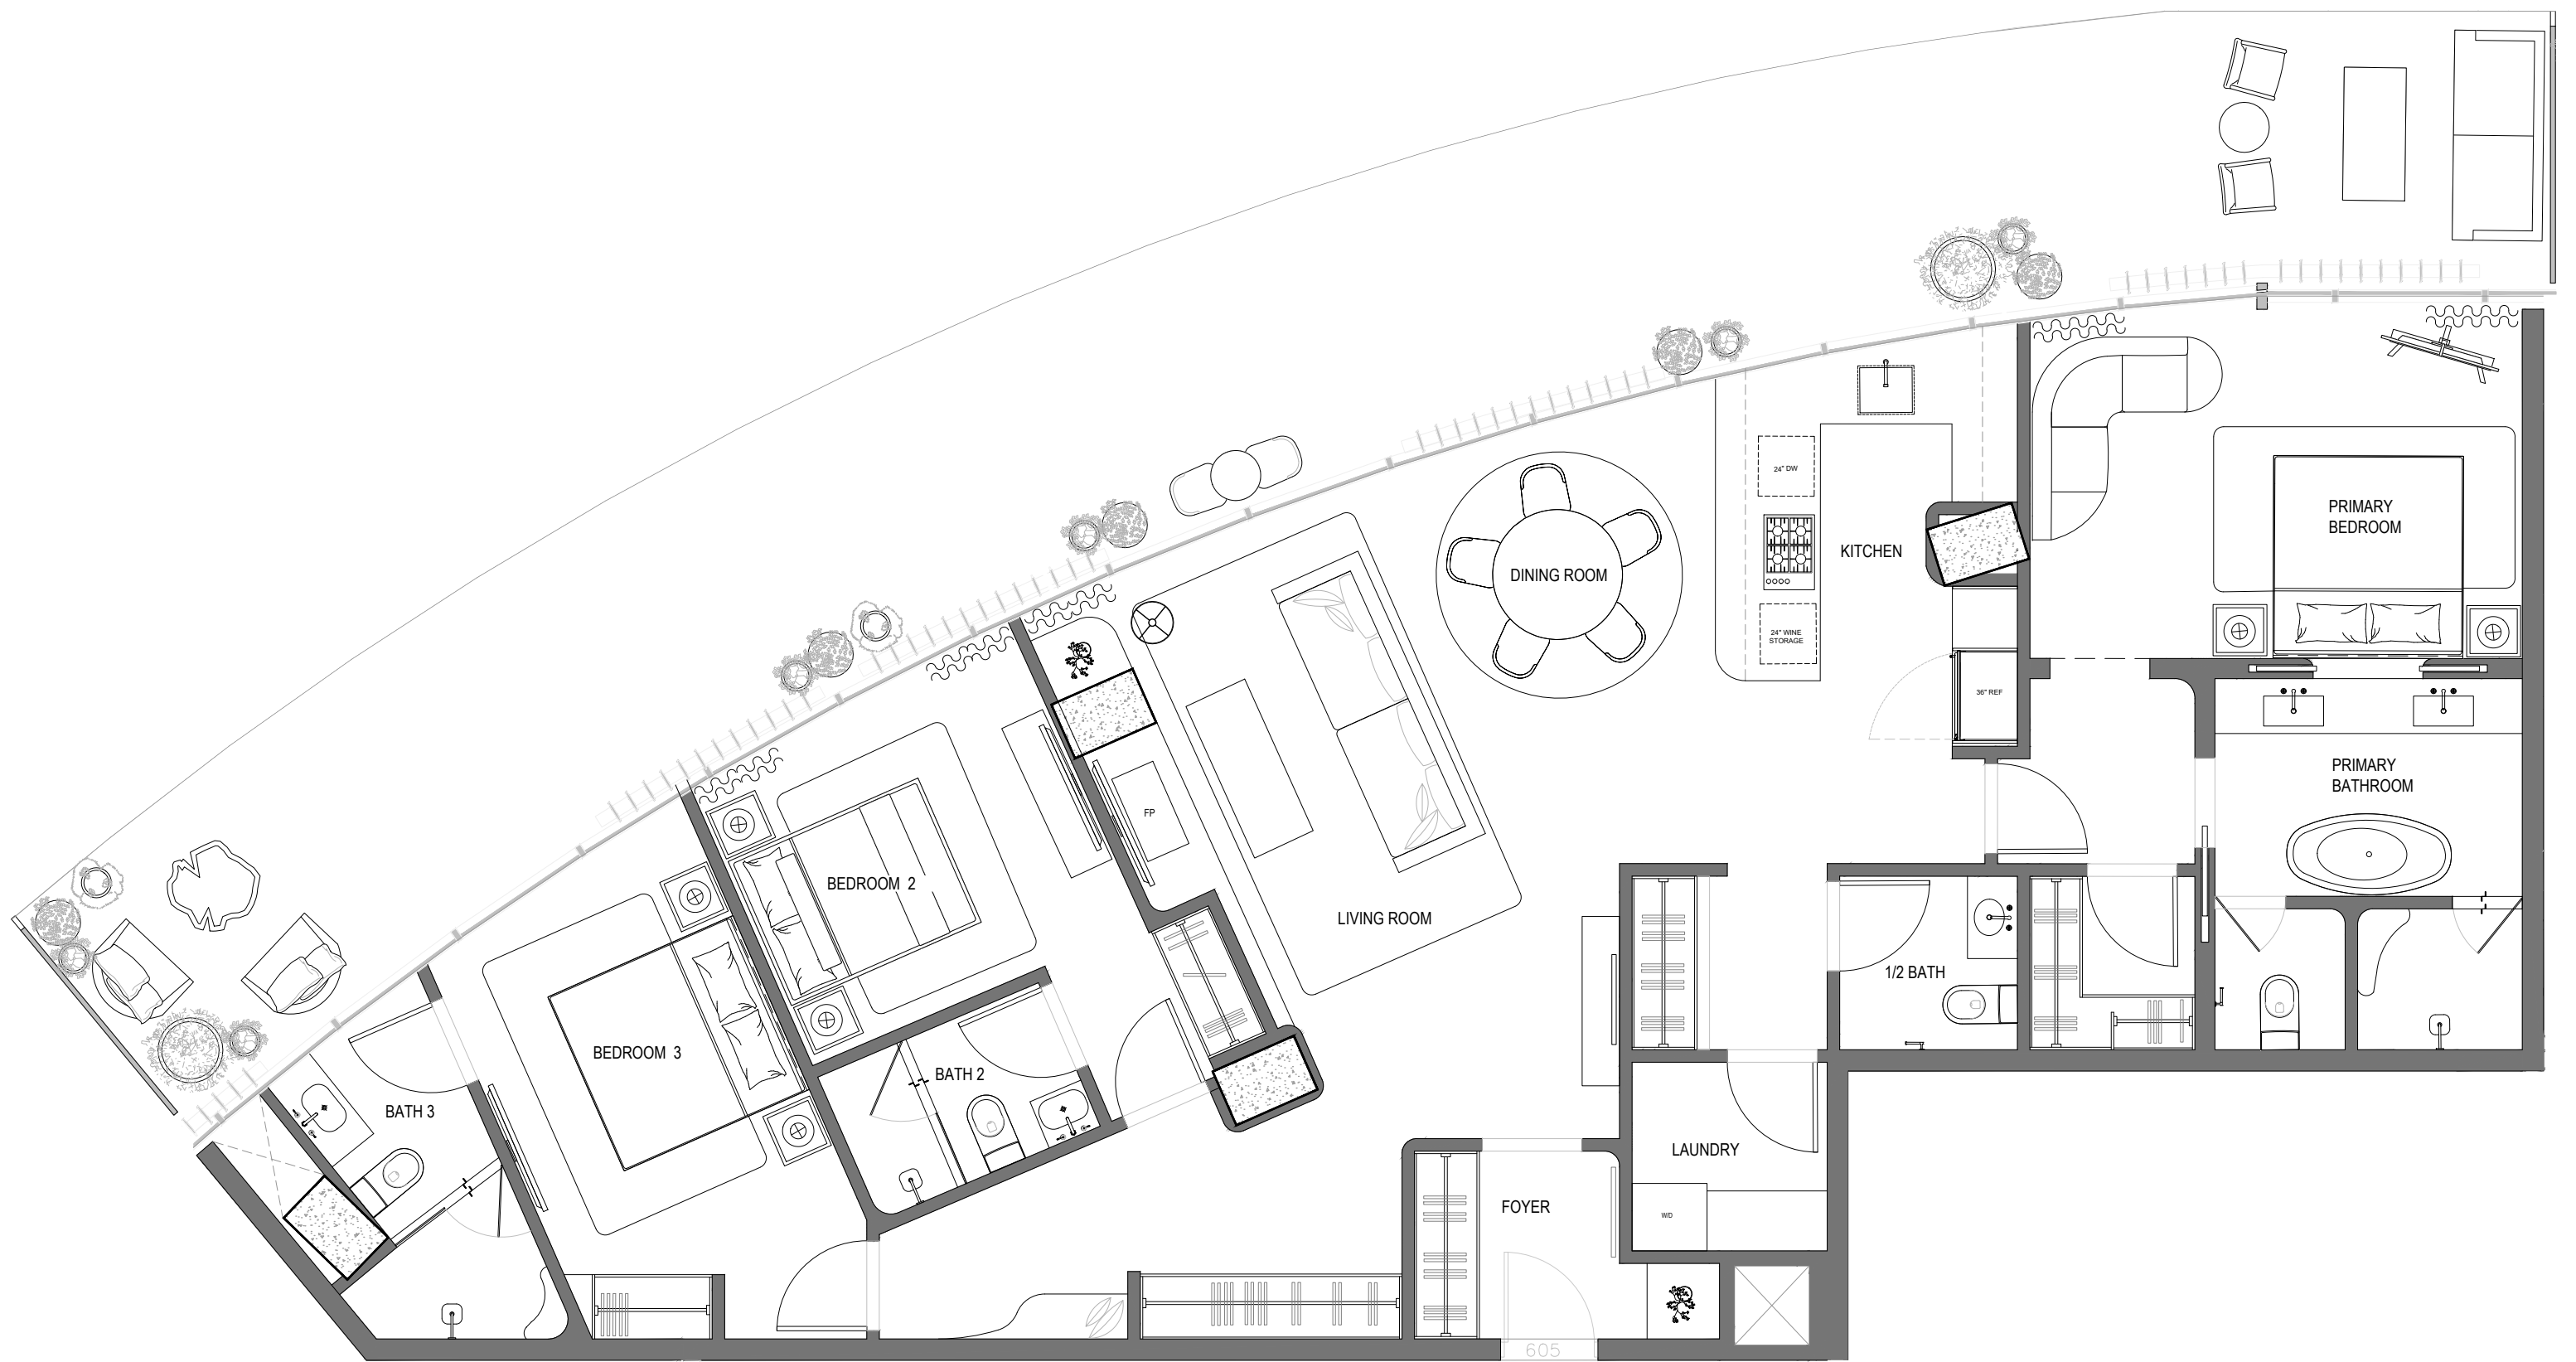 PRIMARY
BEDROOM
24" DW
KITCHEN
DINING ROOM
24" WINE
STORAGE
36" REF
PRIMARY
BATHROOM
FP
BEDROOM 2
LIVING ROOM
1/2 BATH
BEDROOM 3
BATH 2
BATH 3
LAUNDRY
FOYER
W/D
605